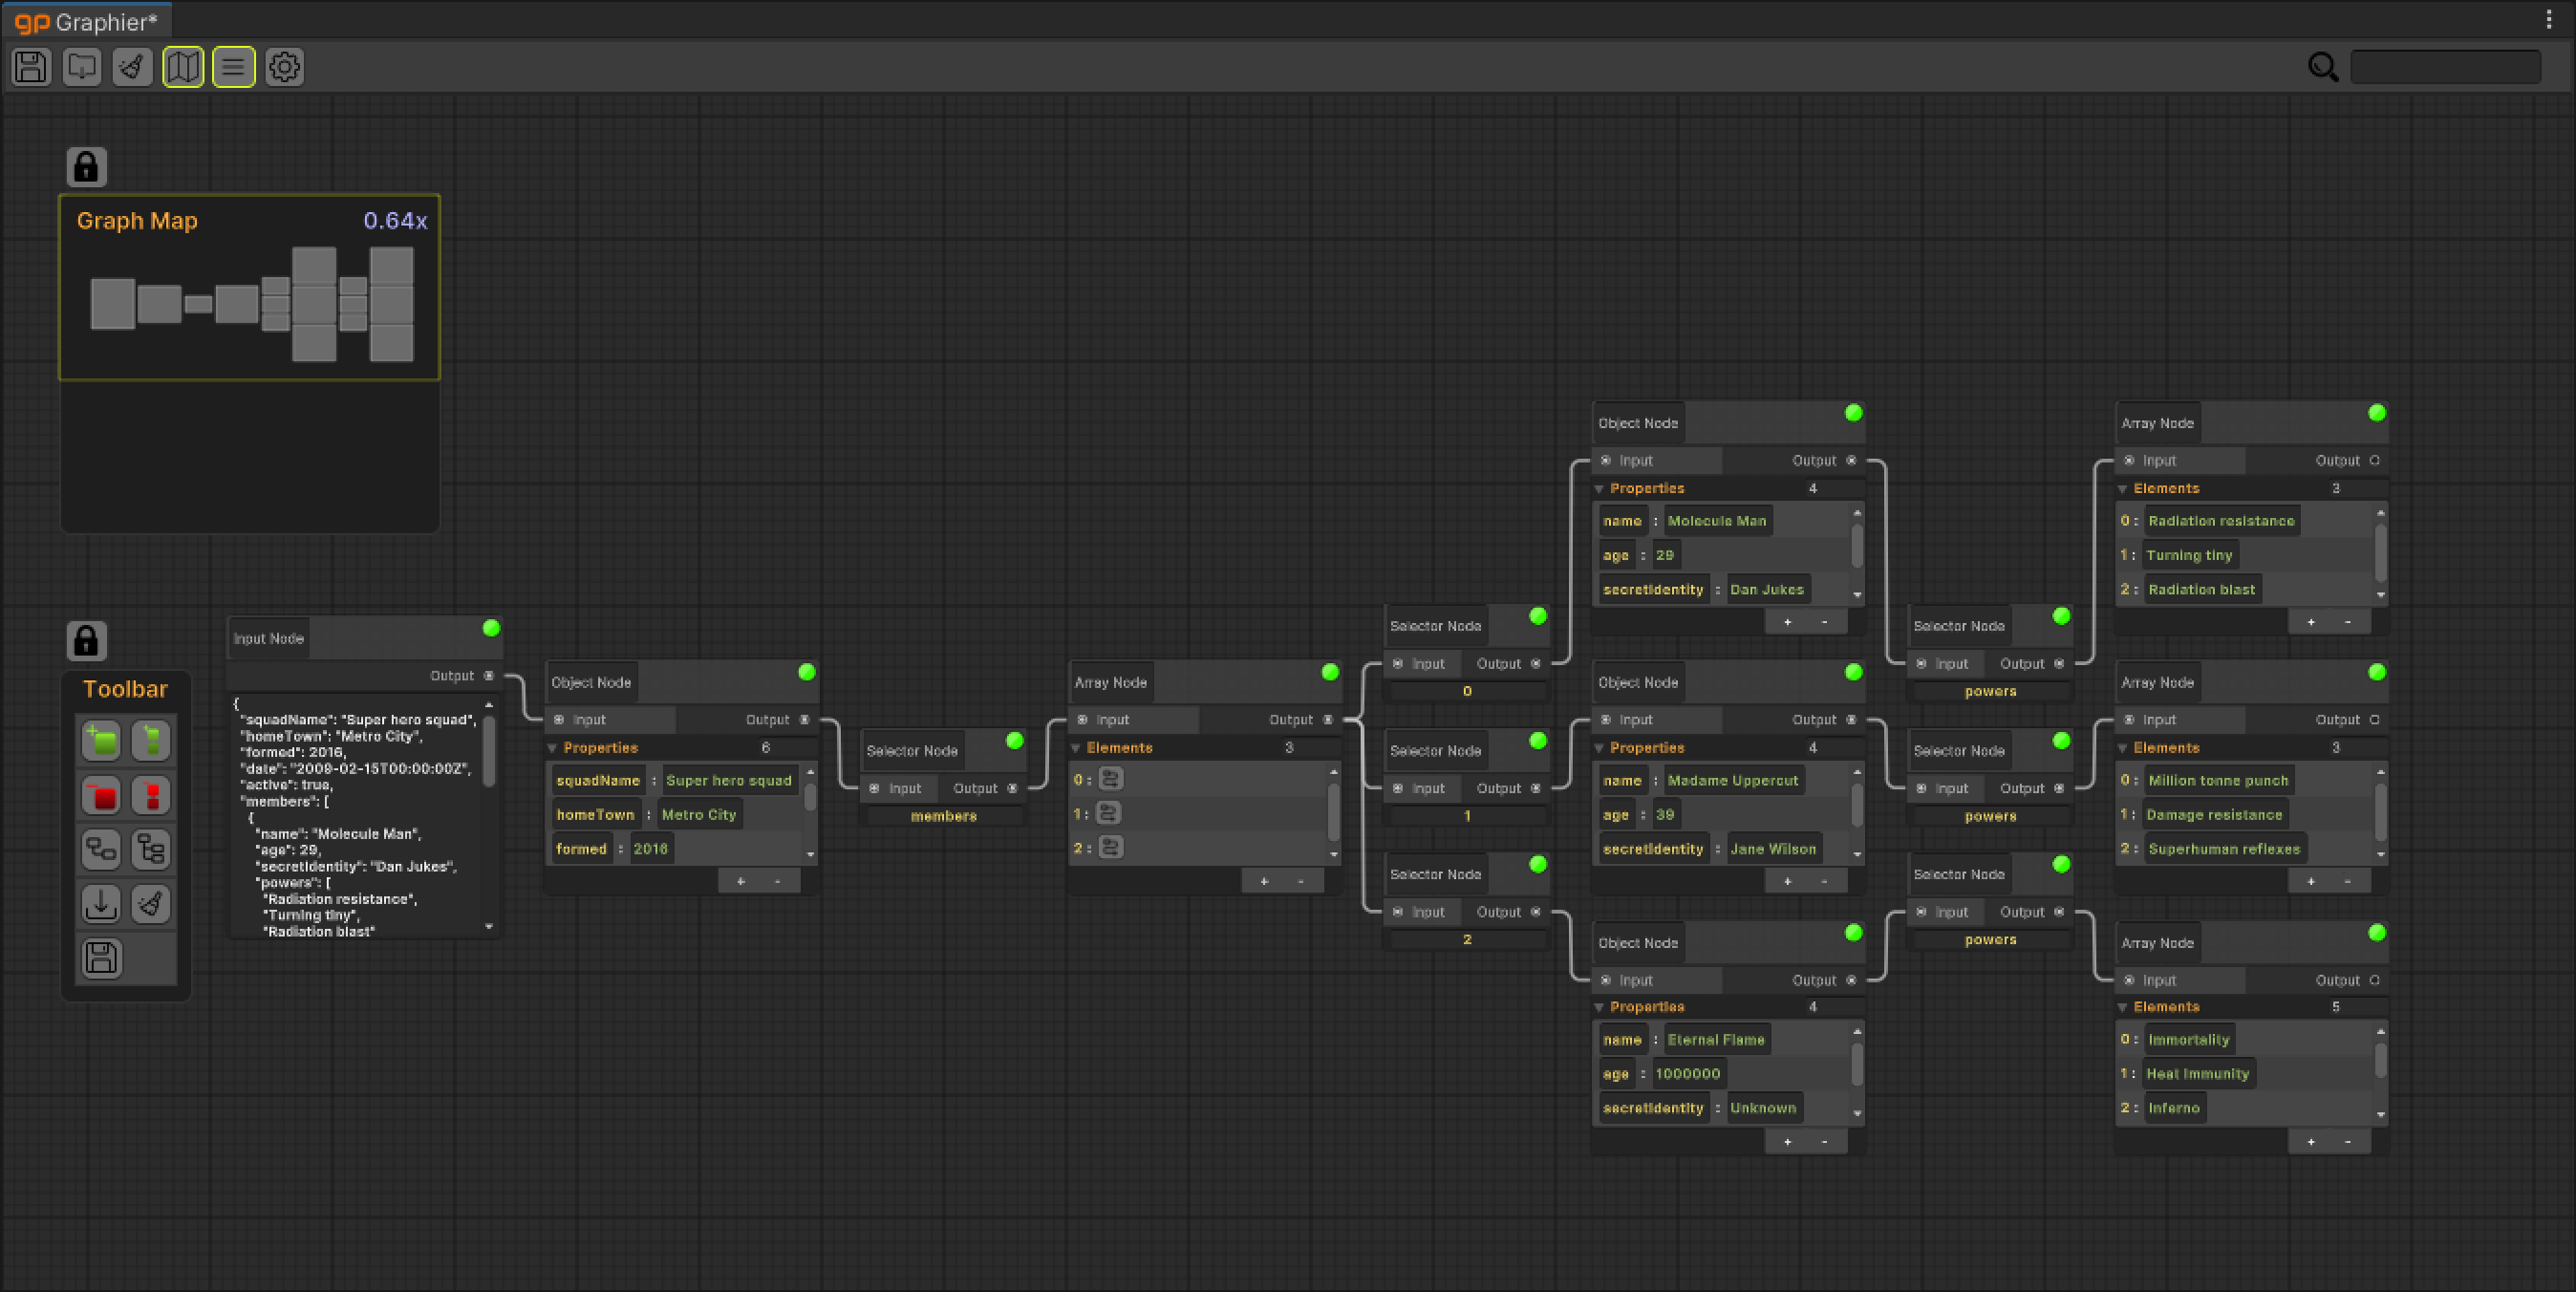 gp Graphier*
Graph Map 0.64x
Toolbar
Input Node
Output
{
"squadName": "Super hero squad",
"homeTown": "Metro City",
"formed": 2016,
"date": "2009-02-15T00:00:00Z",
"active": true,
"members": [
{
"name": "Molecule Man",
"age": 29,
"secretIdentity": "Dan Jukes",
"powers": [
"Radiation resistance",
"Turning tiny",
"Radiation blast"
Object Node
Input Output
Properties 6
squadName : Super hero squad
homeTown : Metro City
formed : 2016
+ -
Selector Node
Input Output
members
Array Node
Input Output
Elements 3
0 :
1 :
2 :
+ -
Selector Node
Input Output
0
Selector Node
Input Output
1
Selector Node
Input Output
2
Object Node
Input Output
Properties 4
name : Molecule Man
age : 29
secretIdentity : Dan Jukes
+ -
Object Node
Input Output
Properties 4
name : Madame Uppercut
age : 39
secretIdentity : Jane Wilson
+ -
Object Node
Input Output
Properties 4
name : Eternal Flame
age : 1000000
secretIdentity : Unknown
+ -
Selector Node
Input Output
powers
Selector Node
Input Output
powers
Selector Node
Input Output
powers
Array Node
Input Output
Elements 3
0 : Radiation resistance
1 : Turning tiny
2 : Radiation blast
+ -
Array Node
Input Output
Elements 3
0 : Million tonne punch
1 : Damage resistance
2 : Superhuman reflexes
+ -
Array Node
Input Output
Elements 5
0 : Immortality
1 : Heat Immunity
2 : Inferno
+ -